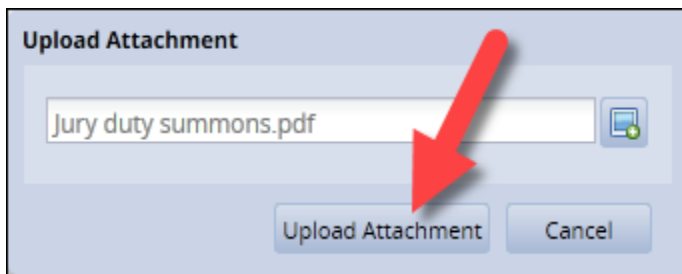 Upload Attachment
Jury duty summons.pdf
Upload Attachment Cancel